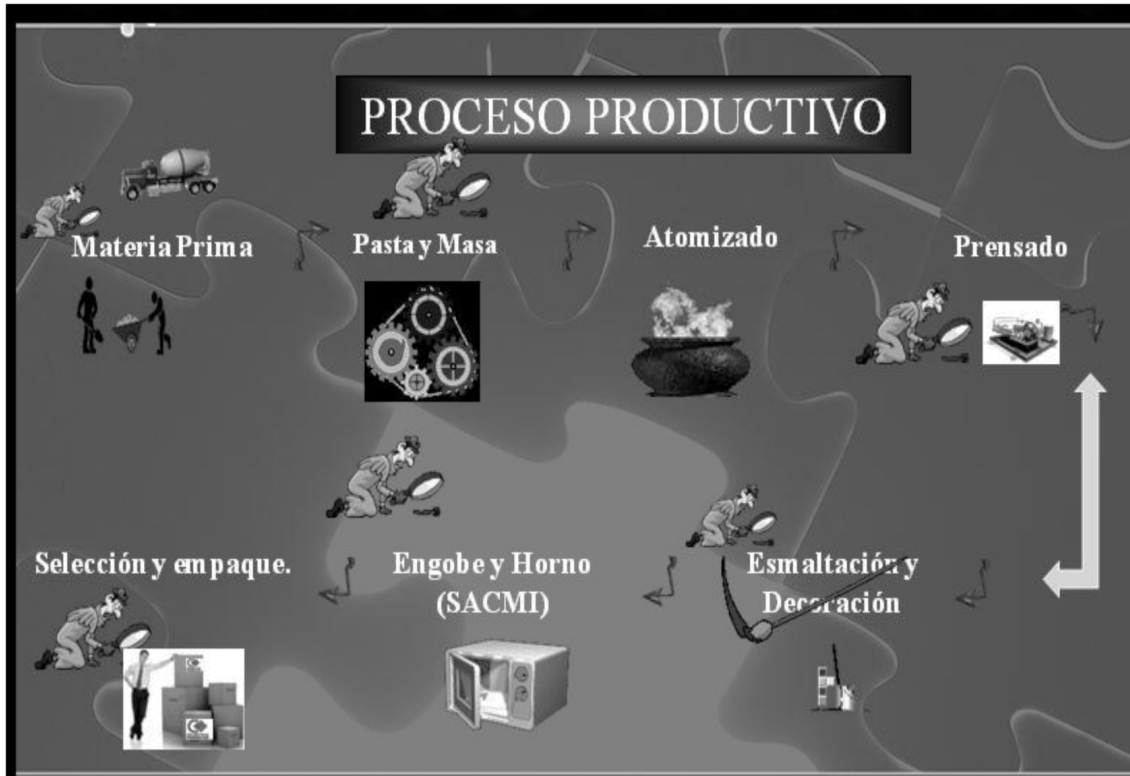 PROCESO PRODUCTIVO
Materia Prima
Pasta y Masa
Atomizado
Prensado
Selección y empaque.
Engobe y Horno
(SACMI)
Esmaltación y
Decoración